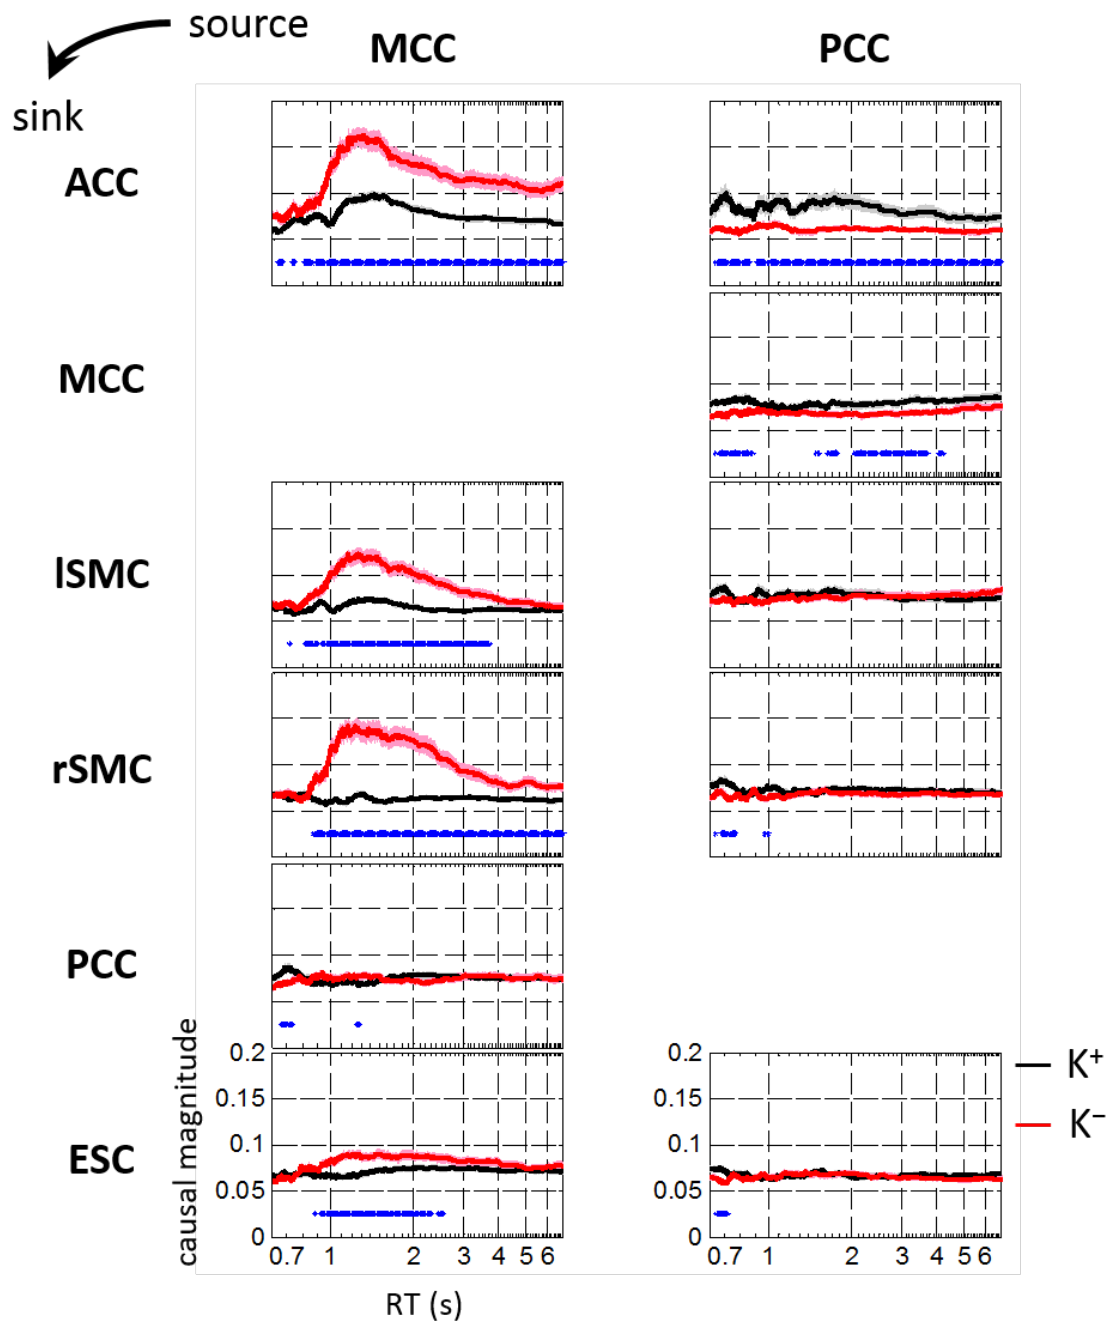 source
sink
MCC PCC
ACC
MCC
lSMC
rSMC
PCC
ESC
causal magnitude
0.2
0.15
0.1
0.05
0
0.7 1 2 3 4 5 6
RT (s)
0.2
0.15
0.1
0.05
0
0.7 1 2 3 4 5 6
K⁺
K⁻